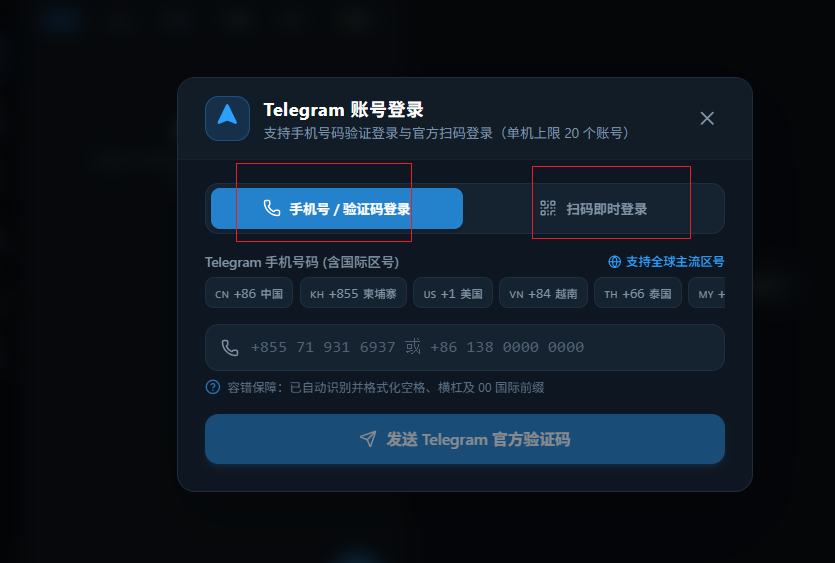 Telegram 账号登录
支持手机号码验证登录与官方扫码登录（单机上限 20 个账号）
手机号 / 验证码登录
扫码即时登录
Telegram 手机号码 (含国际区号)
支持全球主流区号
CN +86 中国
KH +855 柬埔寨
US +1 美国
VN +84 越南
TH +66 泰国
MY +
+855 71 931 6937 或 +86 138 0000 0000
容错保障：已自动识别并格式化空格、横杠及 00 国际前缀
发送 Telegram 官方验证码